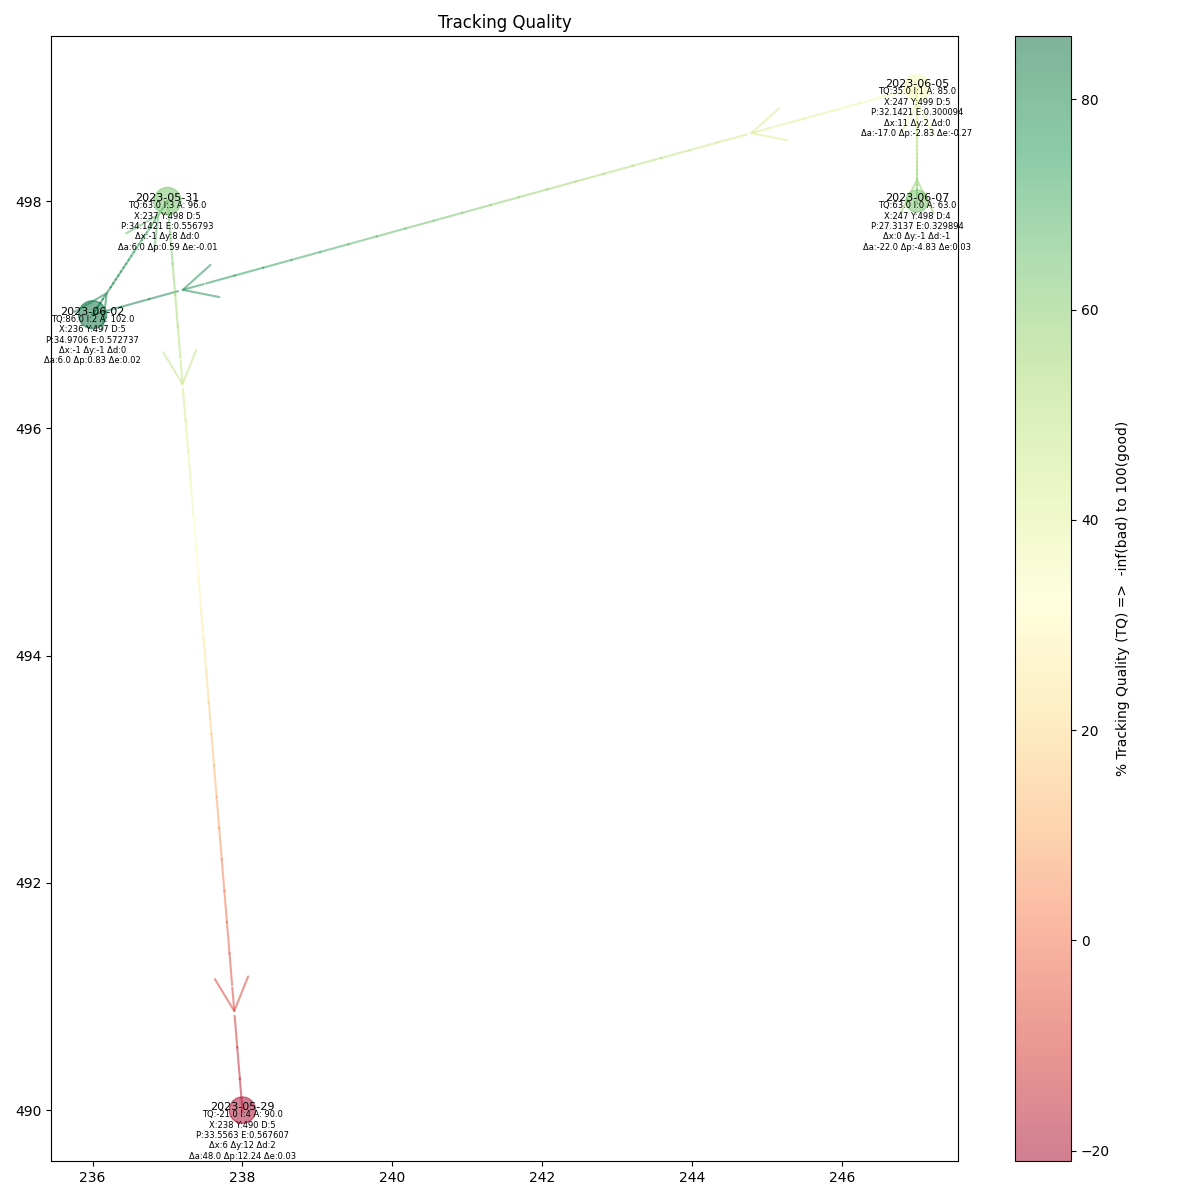 Tracking Quality
2023-06-05
TQ:35.0 I:1 A: 85.0
X:247 Y:499 D:5
P:32.1421 E:0.300094
Δx:11 Δy:2 Δd:0
Δa:-17.0 Δp:-2.83 Δe:-0.27
2023-05-31
TQ:63.0 I:3 A: 96.0
X:237 Y:498 D:5
P:34.1421 E:0.556793
Δx:-1 Δy:8 Δd:0
Δa:6.0 Δp:0.59 Δe:-0.01
2023-06-07
TQ:63.0 I:0 A: 63.0
X:247 Y:498 D:4
P:27.3137 E:0.329894
Δx:0 Δy:-1 Δd:-1
Δa:-22.0 Δp:-4.83 Δe:0.03
2023-06-02
TQ:86.0 I:2 A: 102.0
X:236 Y:497 D:5
P:34.9706 E:0.572737
Δx:-1 Δy:-1 Δd:0
Δa:6.0 Δp:0.83 Δe:0.02
2023-05-29
TQ:-21.0 I:4 A: 90.0
X:238 Y:490 D:5
P:33.5563 E:0.567607
Δx:6 Δy:12 Δd:2
Δa:48.0 Δp:12.24 Δe:0.03
498
496
494
492
490
236
238
240
242
244
246
80
60
40
20
0
−20
% Tracking Quality (TQ) => -inf(bad) to 100(good)